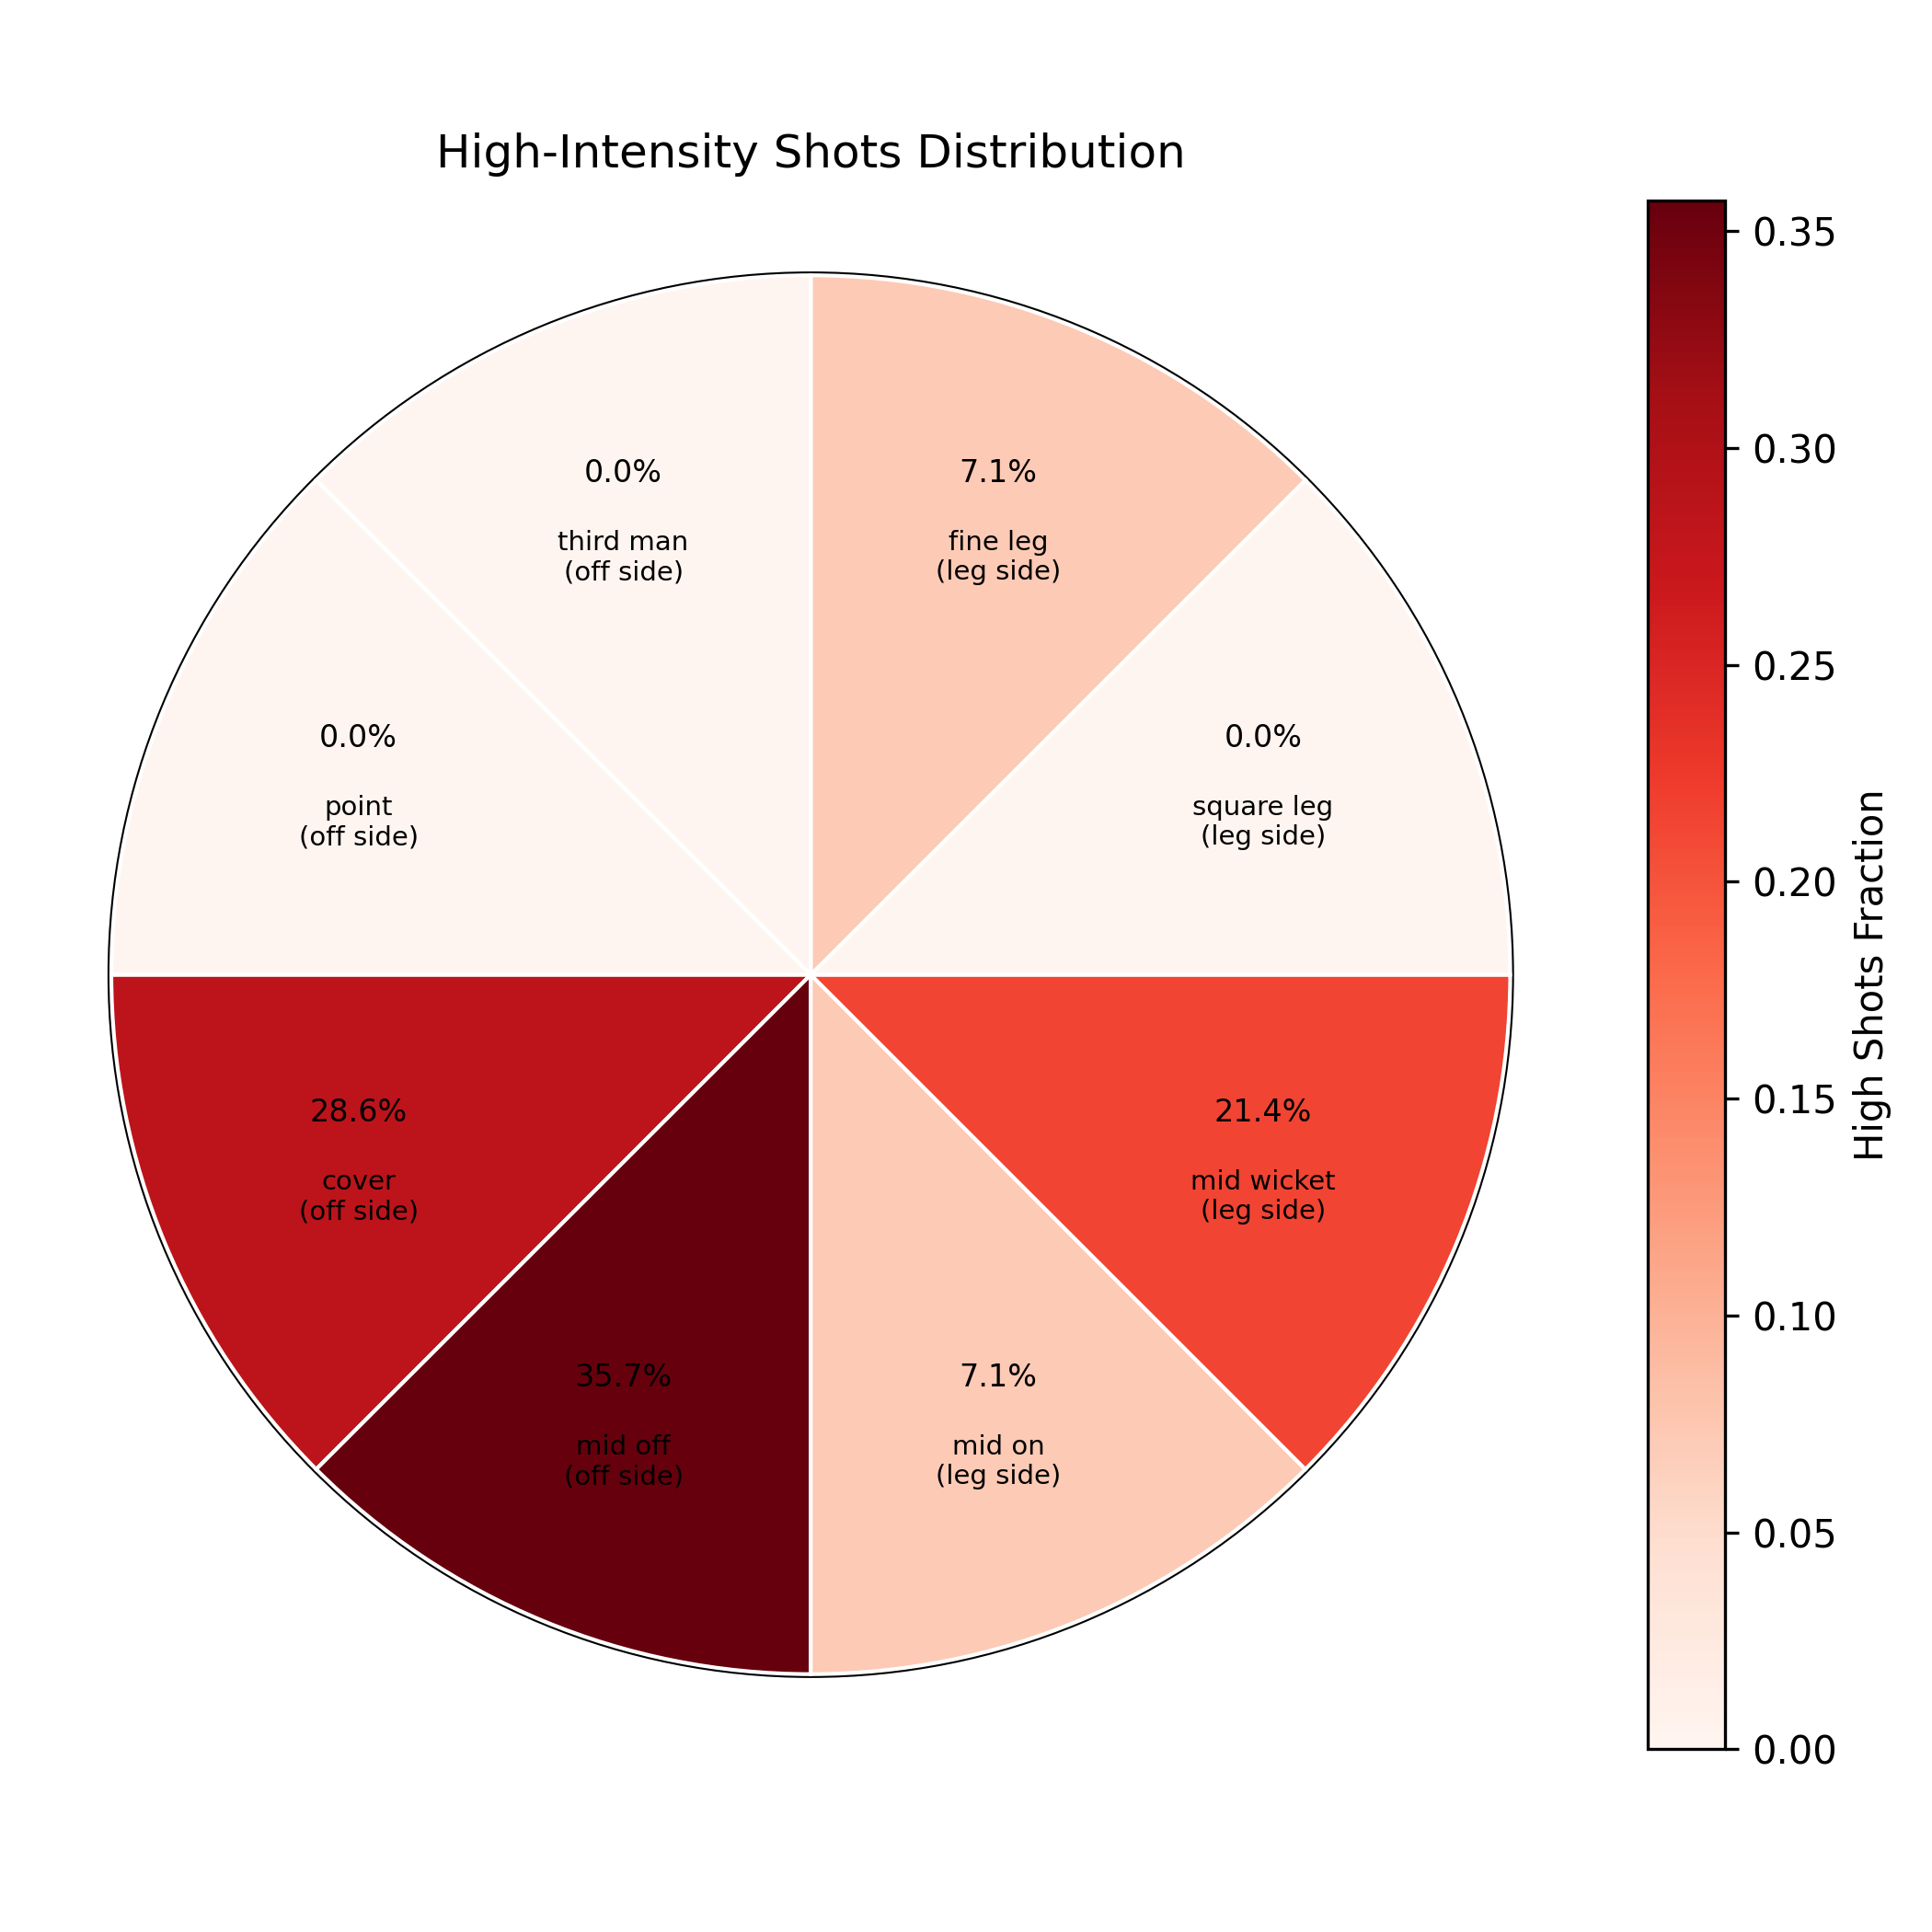 High-Intensity Shots Distribution
0.0%
third man
(off side)
7.1%
fine leg
(leg side)
0.0%
point
(off side)
0.0%
square leg
(leg side)
28.6%
cover
(off side)
21.4%
mid wicket
(leg side)
35.7%
mid off
(off side)
7.1%
mid on
(leg side)
0.35
0.30
0.25
0.20
0.15
0.10
0.05
0.00
High Shots Fraction